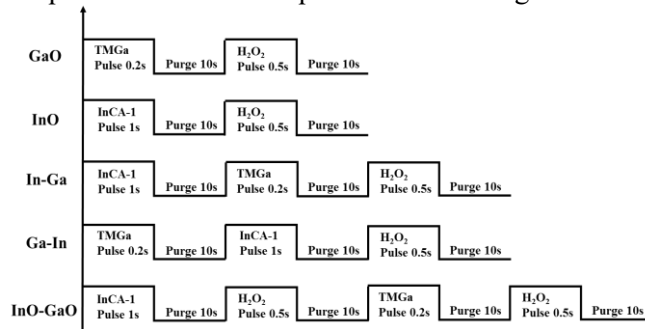 GaO
TMGa
Pulse 0.2s
Purge 10s
H₂O₂
Pulse 0.5s
Purge 10s
InO
InCA-1
Pulse 1s
Purge 10s
H₂O₂
Pulse 0.5s
Purge 10s
In-Ga
InCA-1
Pulse 1s
Purge 10s
TMGa
Pulse 0.2s
Purge 10s
H₂O₂
Pulse 0.5s
Purge 10s
Ga-In
TMGa
Pulse 0.2s
Purge 10s
InCA-1
Pulse 1s
Purge 10s
H₂O₂
Pulse 0.5s
Purge 10s
InO-GaO
InCA-1
Pulse 1s
Purge 10s
H₂O₂
Pulse 0.5s
Purge 10s
TMGa
Pulse 0.2s
Purge 10s
H₂O₂
Pulse 0.5s
Purge 10s